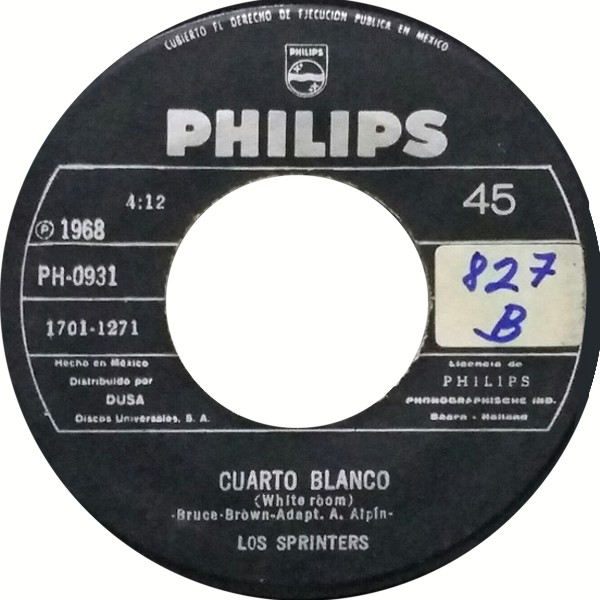 CUBIERTO EL DERECHO DE EJECUCION PUBLICA EN MEXICO
PHILIPS
PHILIPS
4:12
45
Ⓟ 1968
PH-0931
827
B
1701-1271
Hecho en México
Distribuído por
DUSA
Discos Universales, S. A.
Licencia de
PHILIPS
PHONOGRAPHISCHE IND.
Baarn - Holland
CUARTO BLANCO
(White room)
-Bruce-Brown-Adapt. A. Alpin-
LOS SPRINTERS